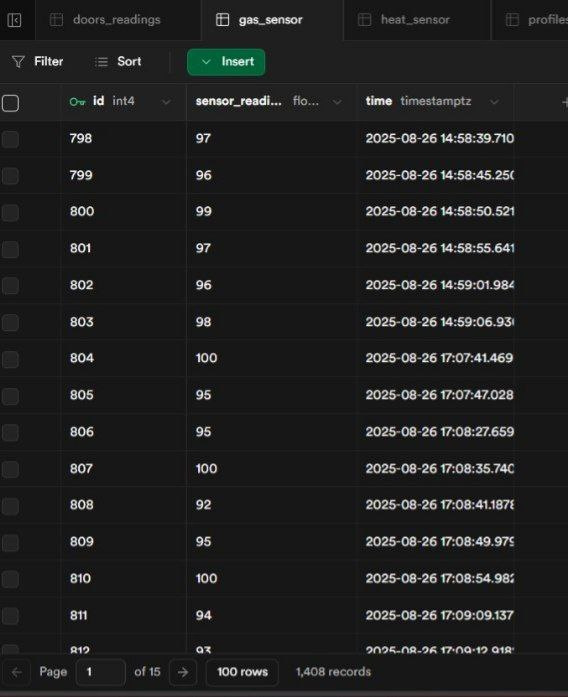 doors_readings gas_sensor heat_sensor profiles
Filter Sort Insert
id int4 sensor_readi... flo... time timestamptz
798 97 2025-08-26 14:58:39.710
799 96 2025-08-26 14:58:45.250
800 99 2025-08-26 14:58:50.521
801 97 2025-08-26 14:58:55.641
802 96 2025-08-26 14:59:01.984
803 98 2025-08-26 14:59:06.930
804 100 2025-08-26 17:07:41.469
805 95 2025-08-26 17:07:47.028
806 95 2025-08-26 17:08:27.659
807 100 2025-08-26 17:08:35.740
808 92 2025-08-26 17:08:41.1878
809 95 2025-08-26 17:08:49.979
810 100 2025-08-26 17:08:54.982
811 94 2025-08-26 17:09:09.137
812 93 2025-08-26 17:09:12.918
Page 1 of 15 100 rows 1,408 records